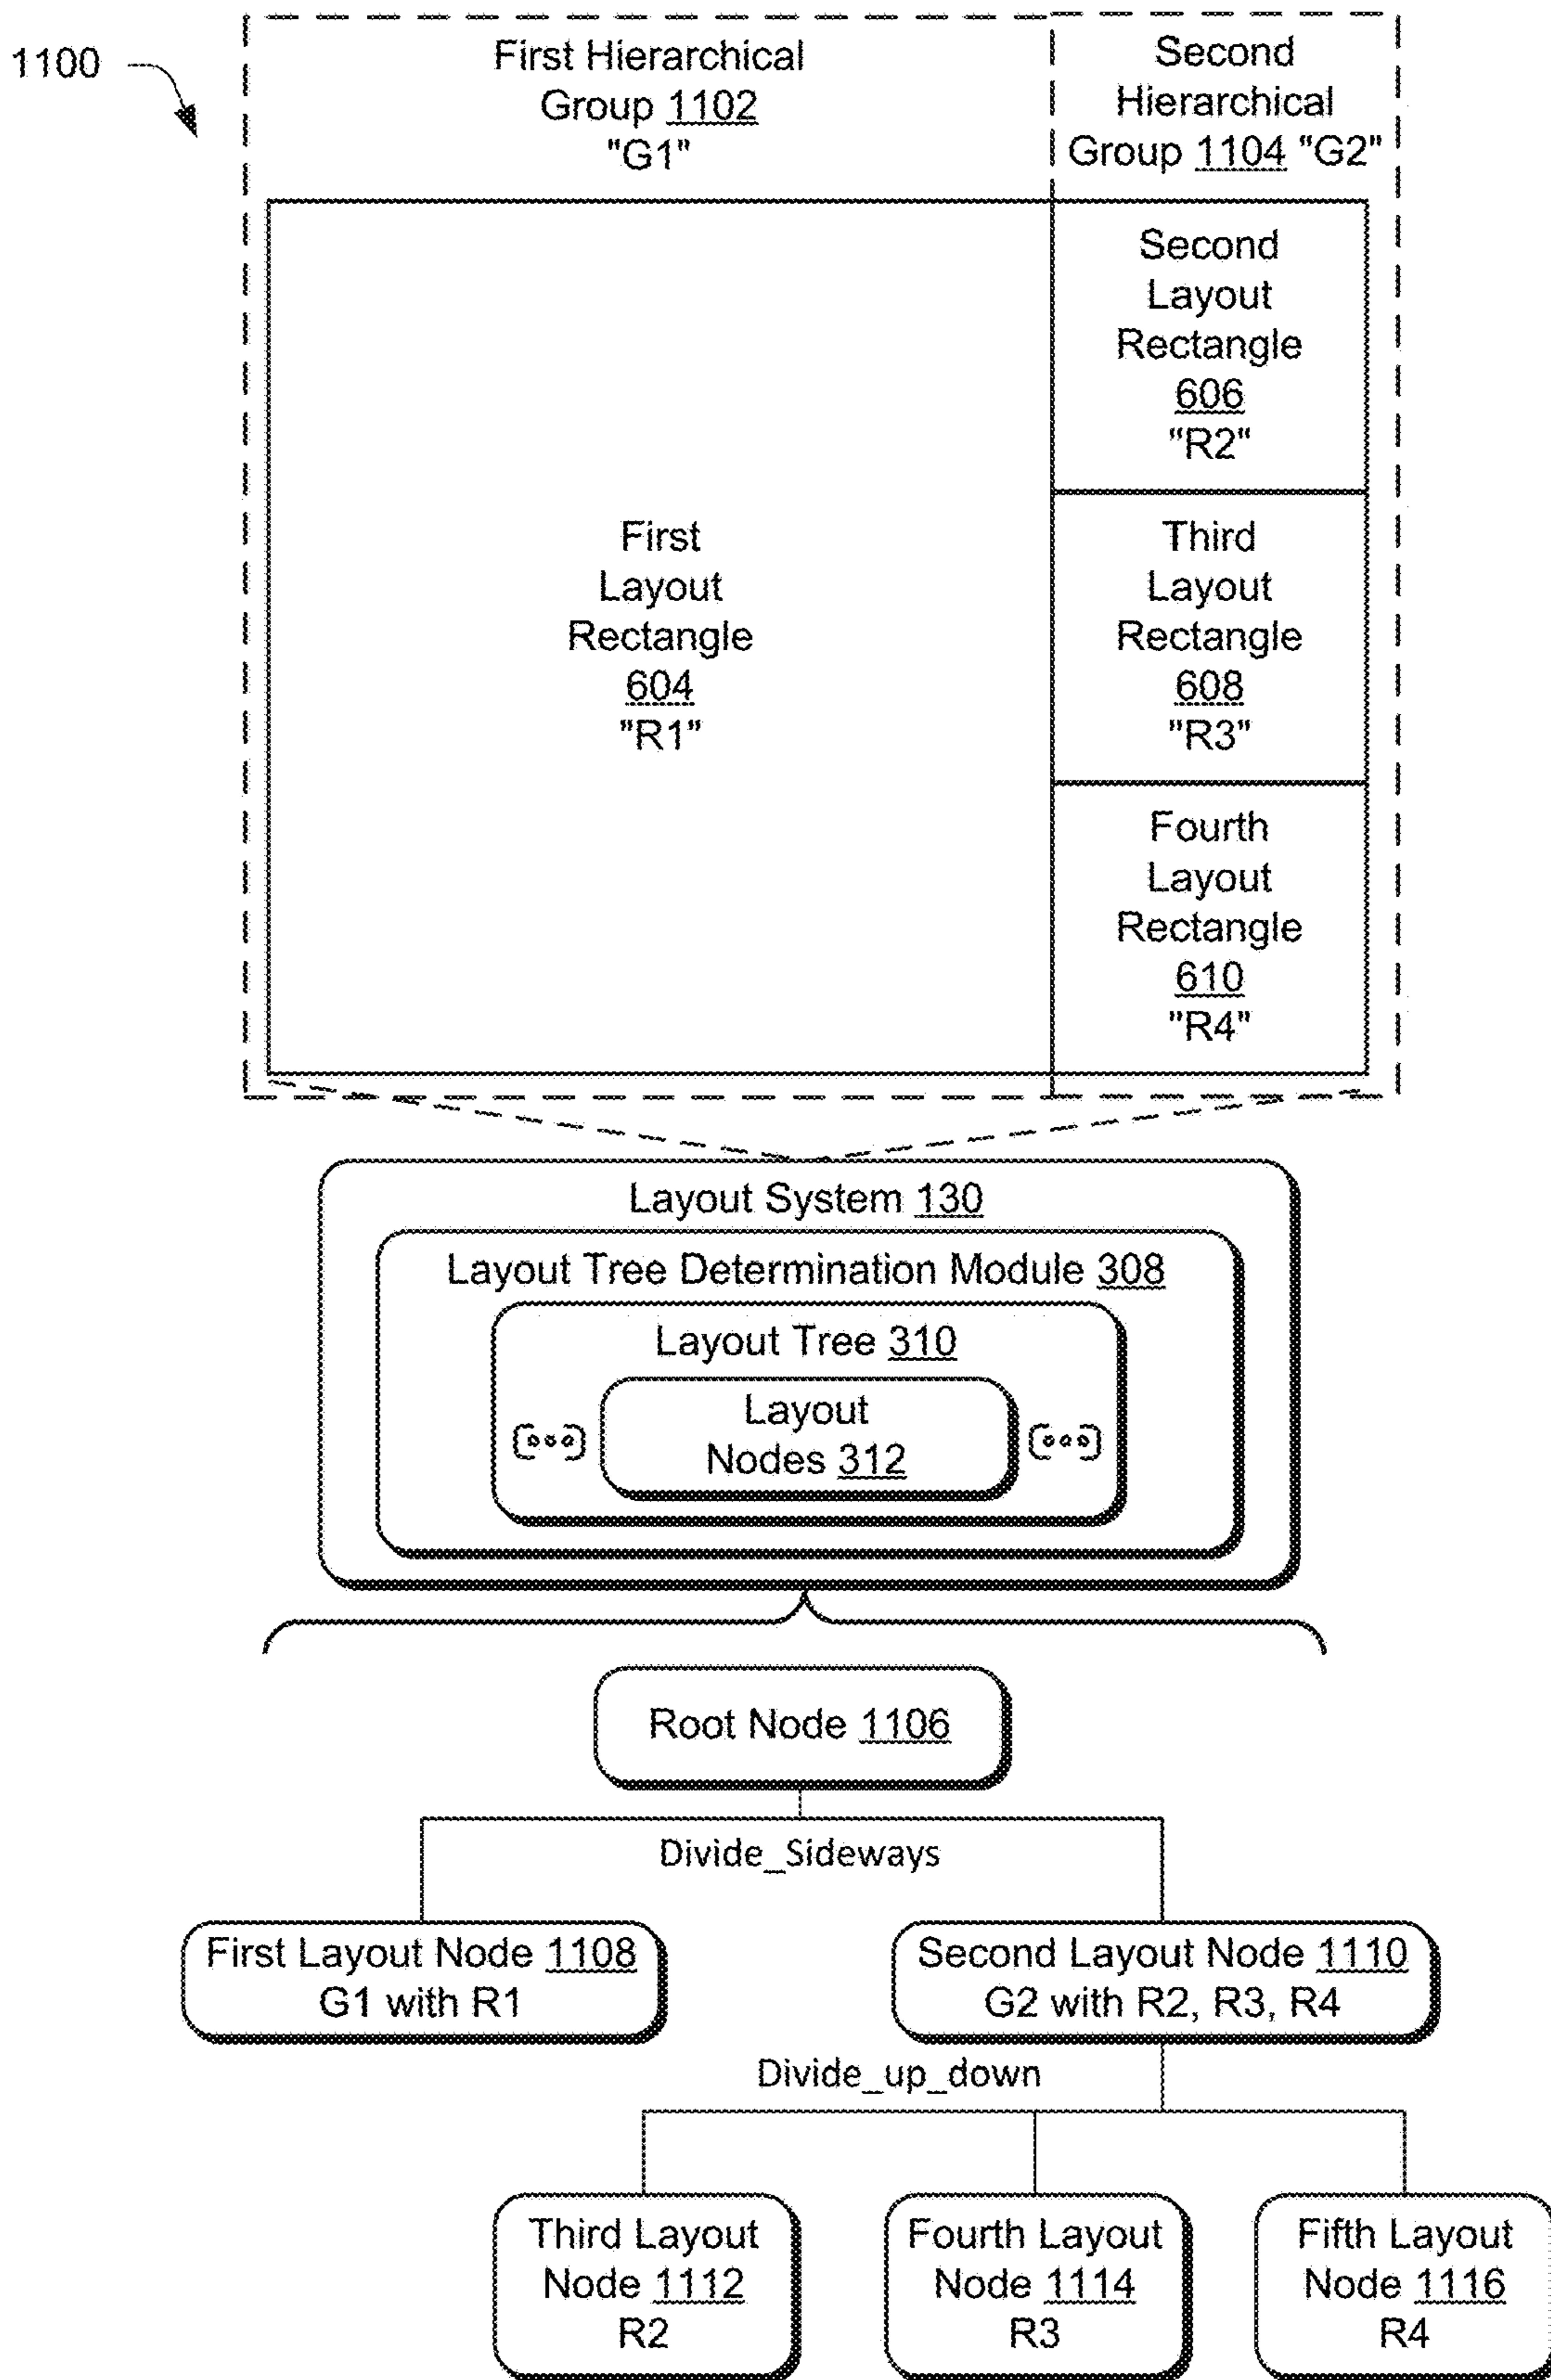 1100
First Hierarchical
Group 1102
"G1"
Second
Hierarchical
Group 1104 "G2"
First
Layout
Rectangle
604
"R1"
Second
Layout
Rectangle
606
"R2"
Third
Layout
Rectangle
608
"R3"
Fourth
Layout
Rectangle
610
"R4"
Layout System 130
Layout Tree Determination Module 308
Layout Tree 310
Layout
Nodes 312
Root Node 1106
Divide_Sideways
First Layout Node 1108
G1 with R1
Second Layout Node 1110
G2 with R2, R3, R4
Divide_up_down
Third Layout
Node 1112
R2
Fourth Layout
Node 1114
R3
Fifth Layout
Node 1116
R4